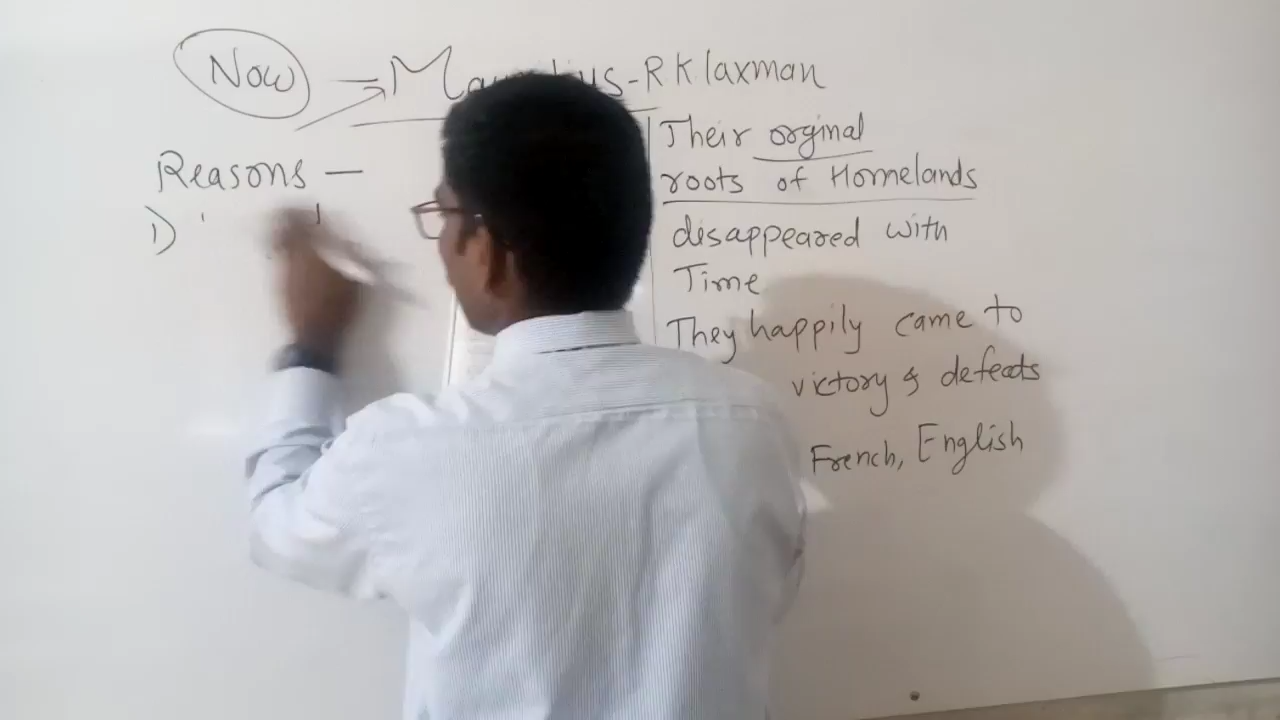 Now
-RK laxman
Reasons —
1)
Their orginal
roots of Homelands
disappeared with
Time
They happily came to
victory & defeats
French, English